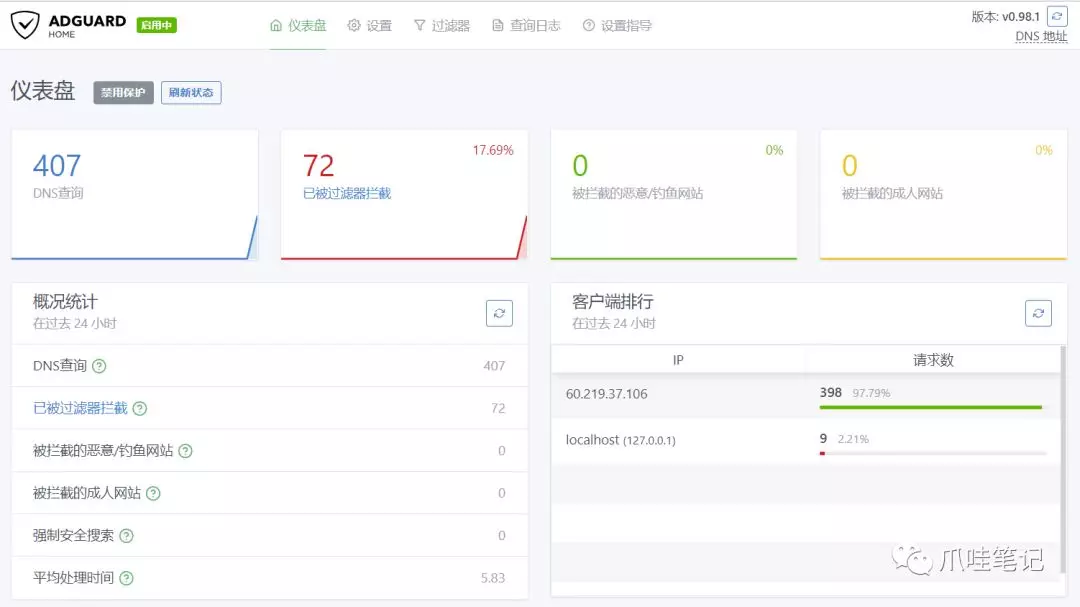 ADGUARD
HOME
启用中
仪表盘
设置
过滤器
查询日志
设置指导
版本: v0.98.1
DNS 地址
仪表盘
禁用保护
刷新状态
407
DNS查询
72
17.69%
已被过滤器拦截
0
0%
被拦截的恶意/钓鱼网站
0
0%
被拦截的成人网站
概况统计
在过去 24 小时
DNS查询 407
已被过滤器拦截 72
被拦截的恶意/钓鱼网站 0
被拦截的成人网站 0
强制安全搜索 0
平均处理时间 5.83
客户端排行
在过去 24 小时
IP 请求数
60.219.37.106 398 97.79%
localhost (127.0.0.1) 9 2.21%
爪哇笔记